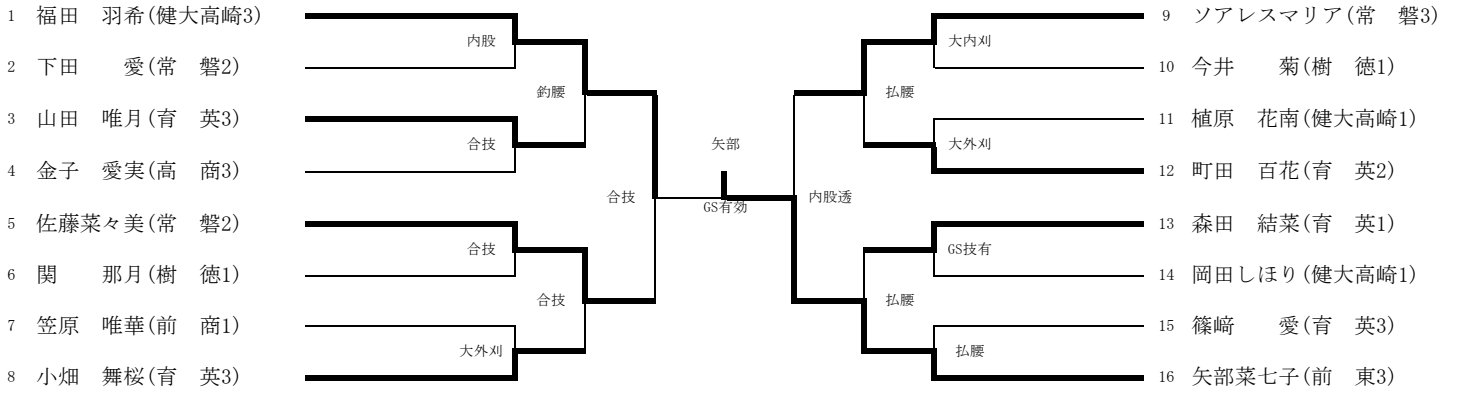 1 福田 羽希(健大高崎3)
2 下田 愛(常 磐2)
3 山田 唯月(育 英3)
4 金子 愛実(高 商3)
5 佐藤菜々美(常 磐2)
6 関 那月(樹 徳1)
7 笠原 唯華(前 商1)
8 小畑 舞桜(育 英3)
内股
合技
合技
大外刈
釣腰
合技
合技
矢部
GS有効
内股透
払腰
払腰
大内刈
大外刈
GS技有
払腰
9 ソアレスマリア(常 磐3)
10 今井 菊(樹 徳1)
11 植原 花南(健大高崎1)
12 町田 百花(育 英2)
13 森田 結菜(育 英1)
14 岡田しほり(健大高崎1)
15 篠﨑 愛(育 英3)
16 矢部菜七子(前 東3)